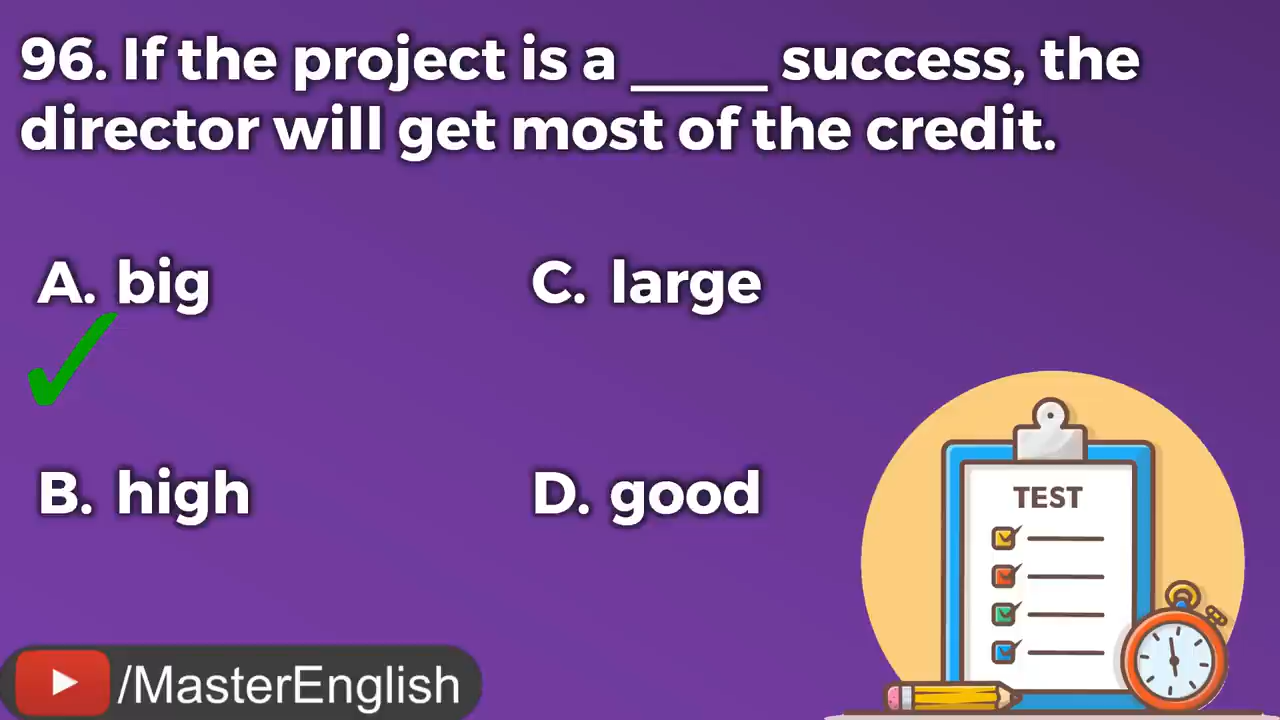 96. If the project is a _____ success, the
director will get most of the credit.
A. big
C. large
B. high
D. good
TEST
/MasterEnglish